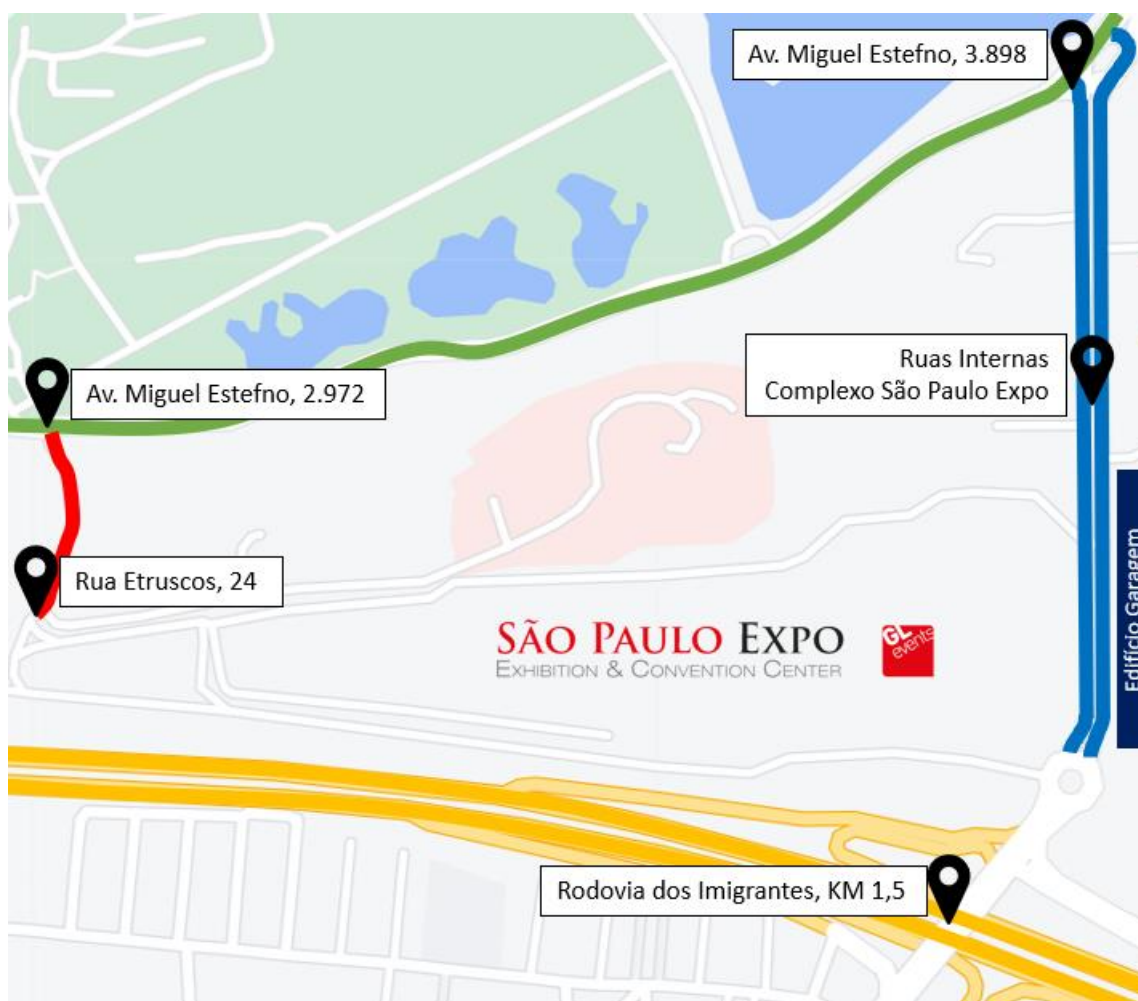 Av. Miguel Estefno, 3.898
Ruas Internas
Complexo São Paulo Expo
Av. Miguel Estefno, 2.972
Rua Etruscos, 24
Edifício Garagem
SÃO PAULO EXPO
EXHIBITION & CONVENTION CENTER
GL
events
Rodovia dos Imigrantes, KM 1,5